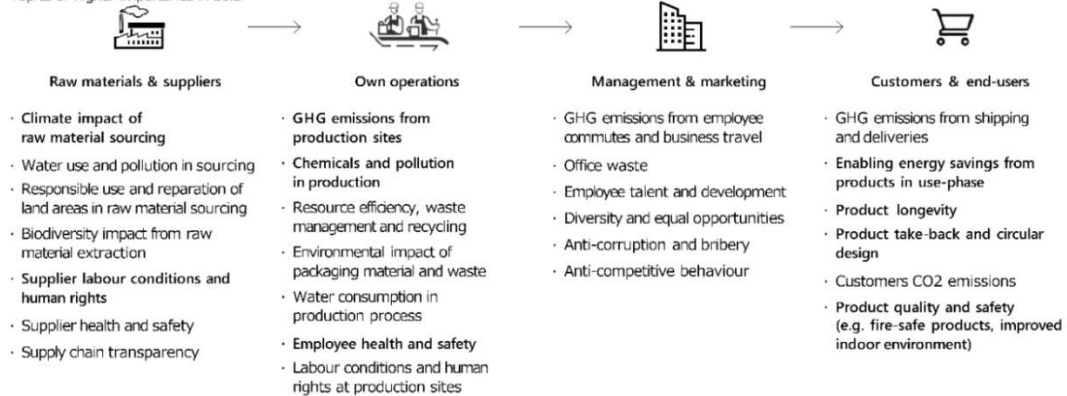 Raw materials & suppliers
· Climate impact of
raw material sourcing
· Water use and pollution in sourcing
· Responsible use and reparation of
land areas in raw material sourcing
· Biodiversity impact from raw
material extraction
· Supplier labour conditions and
human rights
· Supplier health and safety
· Supply chain transparency
Own operations
· GHG emissions from
production sites
· Chemicals and pollution
in production
· Resource efficiency, waste
management and recycling
· Environmental impact of
packaging material and waste
· Water consumption in
production process
· Employee health and safety
· Labour conditions and human
rights at production sites
Management & marketing
· GHG emissions from employee
commutes and business travel
· Office waste
· Employee talent and development
· Diversity and equal opportunities
· Anti-corruption and bribery
· Anti-competitive behaviour
Customers & end-users
· GHG emissions from shipping
and deliveries
· Enabling energy savings from
products in use-phase
· Product longevity
· Product take-back and circular
design
· Customers CO2 emissions
· Product quality and safety
(e.g. fire-safe products, improved
indoor environment)